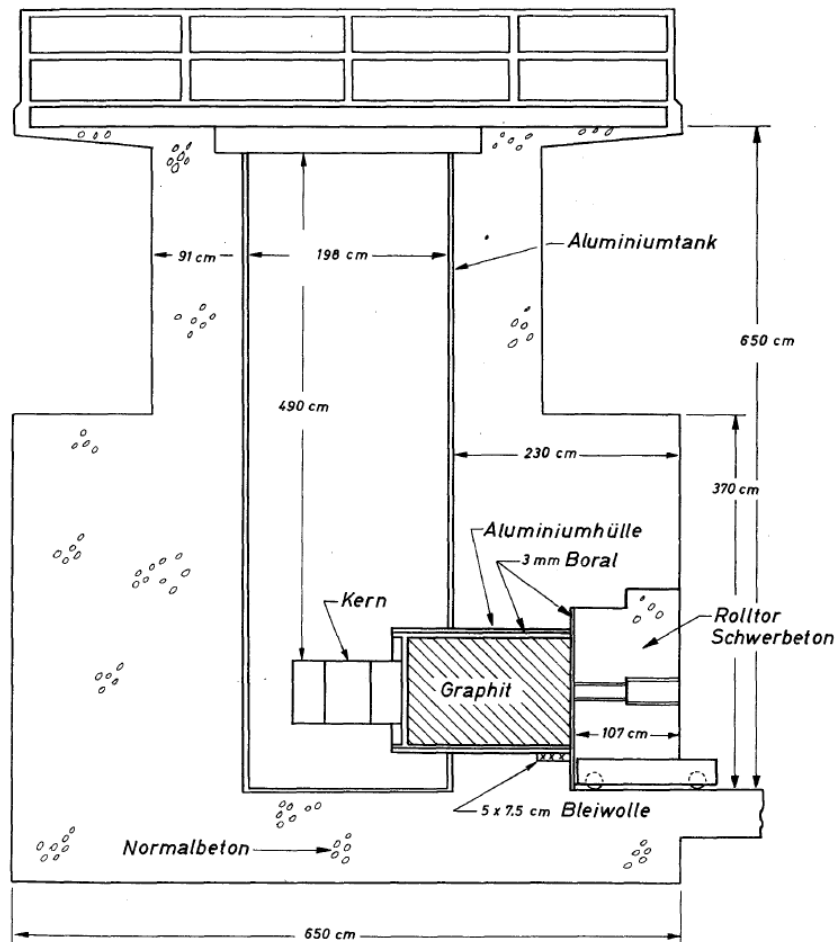 91 cm
198 cm
Aluminiumtank
650 cm
490 cm
230 cm
370 cm
Aluminiumhülle
3 mm Boral
Kern
Rolltor
Schwerbeton
Graphit
107 cm
5 x 7.5 cm Bleiwolle
Normalbeton
650 cm